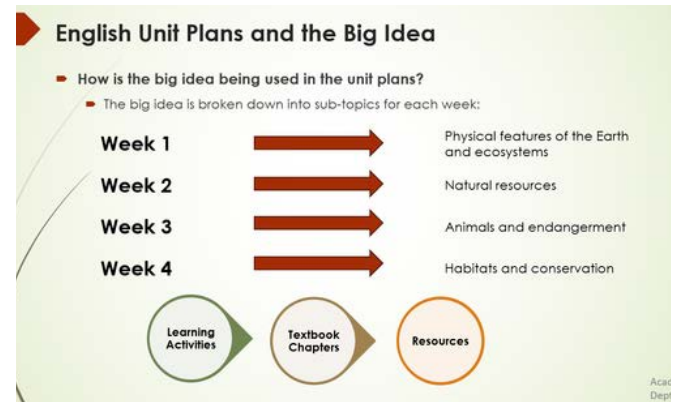 English Unit Plans and the Big Idea
How is the big idea being used in the unit plans?
The big idea is broken down into sub-topics for each week:
Week 1
Physical features of the Earth
and ecosystems
Week 2
Natural resources
Week 3
Animals and endangerment
Week 4
Habitats and conservation
Learning
Activities
Textbook
Chapters
Resources
Acad
Dept